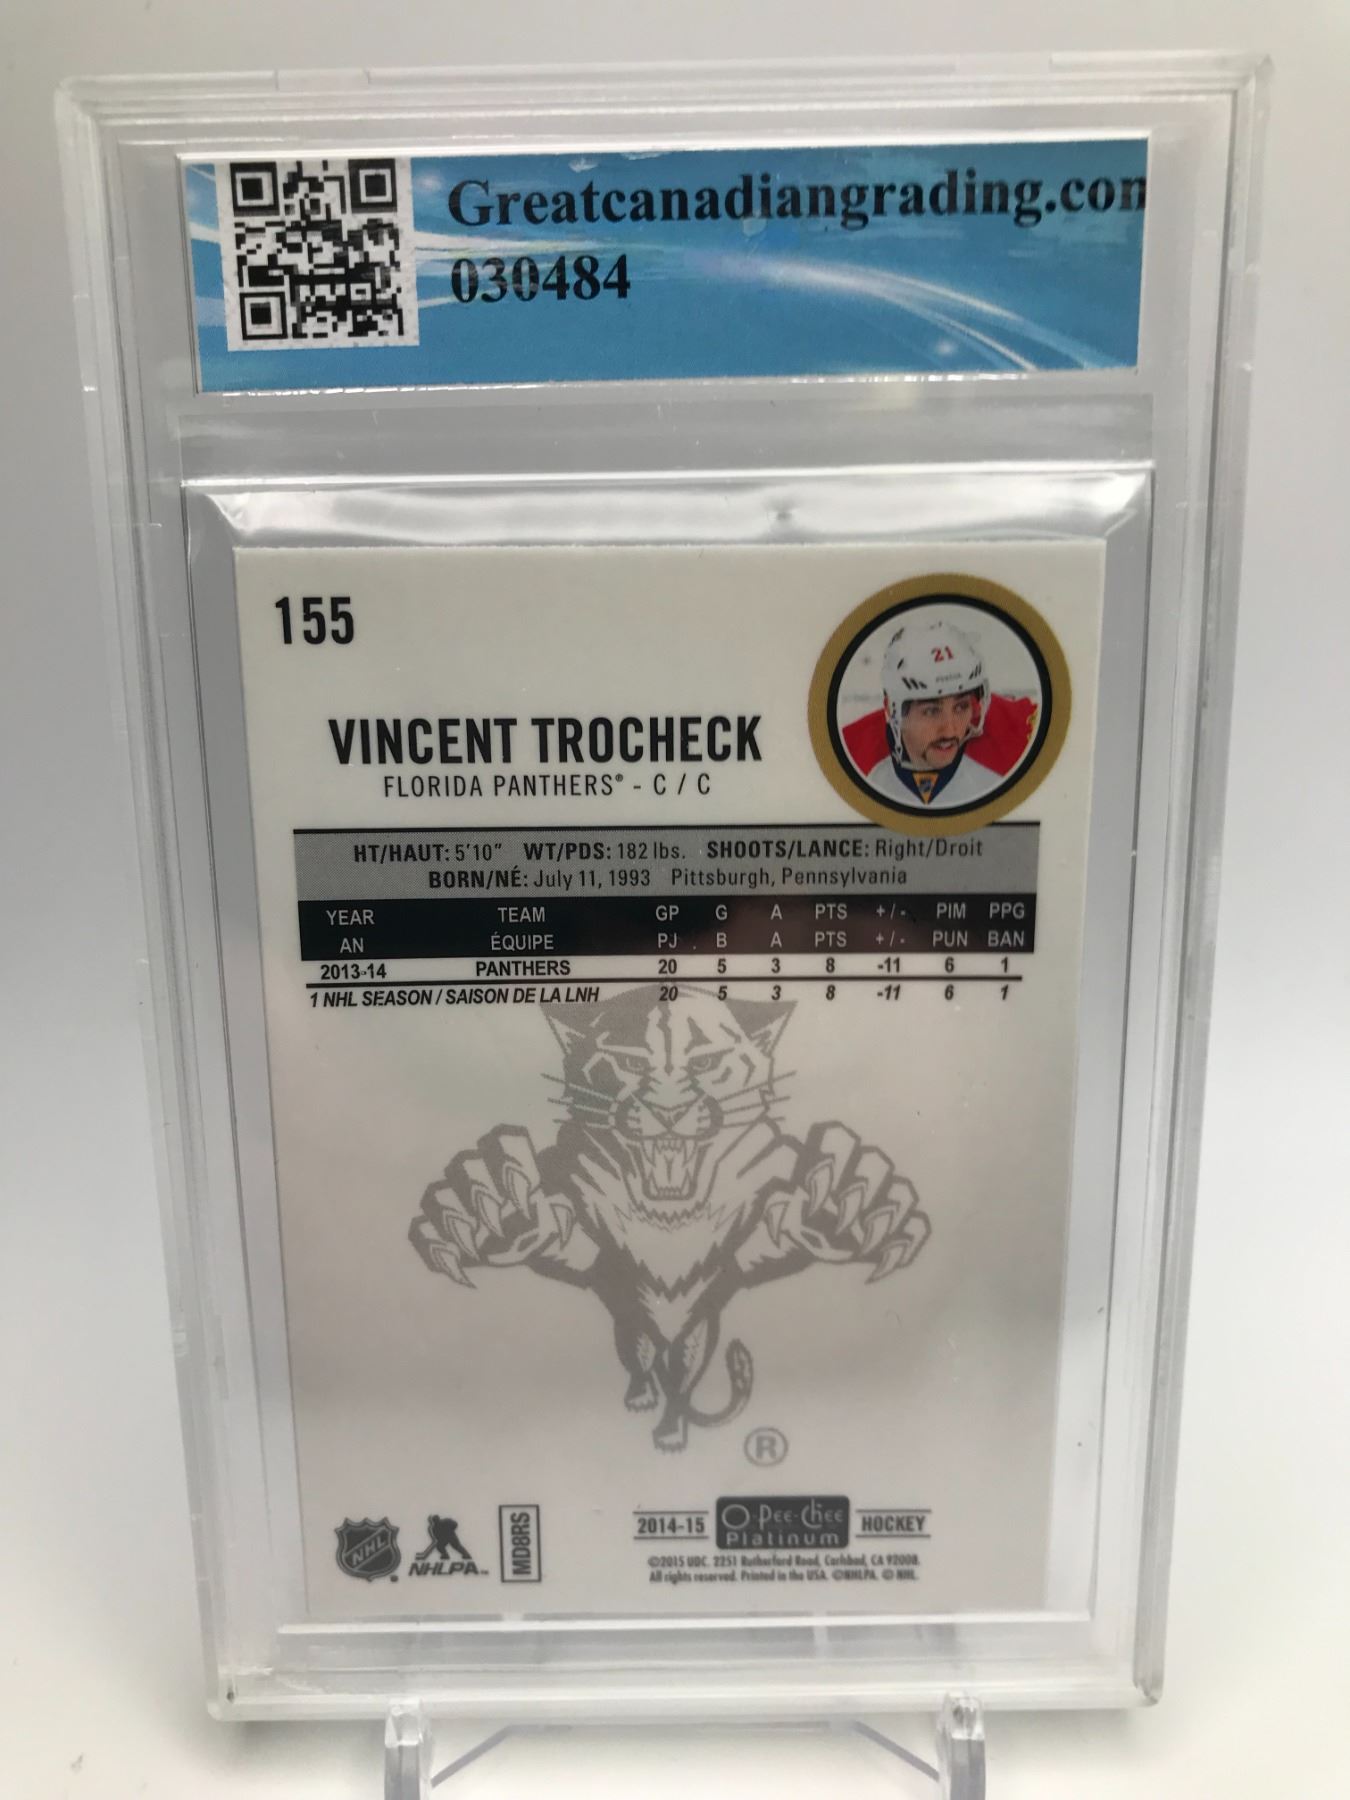 Greatcanadiangrading.com
030484
155
21
VINCENT TROCHECK
FLORIDA PANTHERS® - C / C
HT/HAUT: 5'10" WT/PDS: 182 lbs. SHOOTS/LANCE: Right/Droit
BORN/NÉ: July 11, 1993 Pittsburgh, Pennsylvania
YEAR TEAM GP G A PTS +/- PIM PPG
AN ÉQUIPE PJ B A PTS +/- PUN BAN
2013-14 PANTHERS 20 5 3 8 -11 6 1
1 NHL SEASON / SAISON DE LA LNH 20 5 3 8 -11 6 1
®
NHL
NHLPA™
MD8RS
2014-15 O-Pee-Chee Platinum HOCKEY
©2015 UDC. 2251 Rutherford Road, Carlsbad, CA 92008.
All rights reserved. Printed in the USA. ©NHLPA. © NHL.